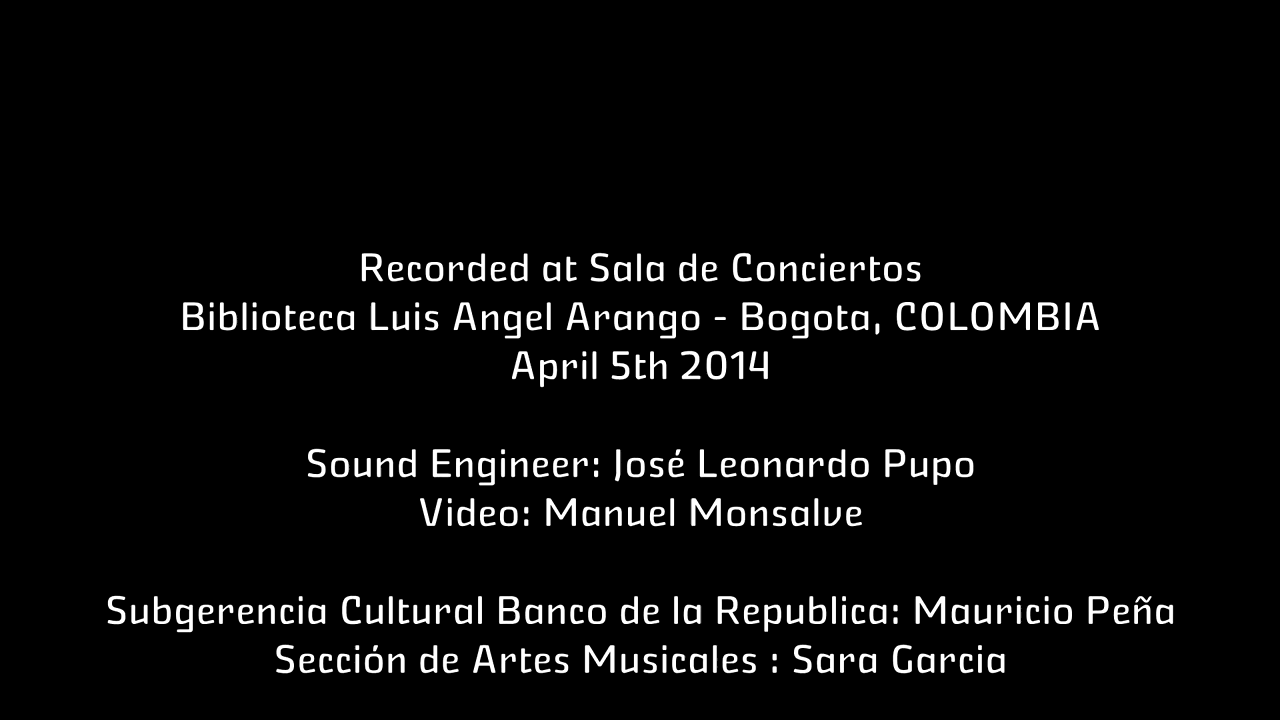 Recorded at Sala de Conciertos
Biblioteca Luis Angel Arango - Bogota, COLOMBIA
April 5th 2014
Sound Engineer: José Leonardo Pupo
Video: Manuel Monsalve
Subgerencia Cultural Banco de la Republica: Mauricio Peña
Sección de Artes Musicales : Sara Garcia